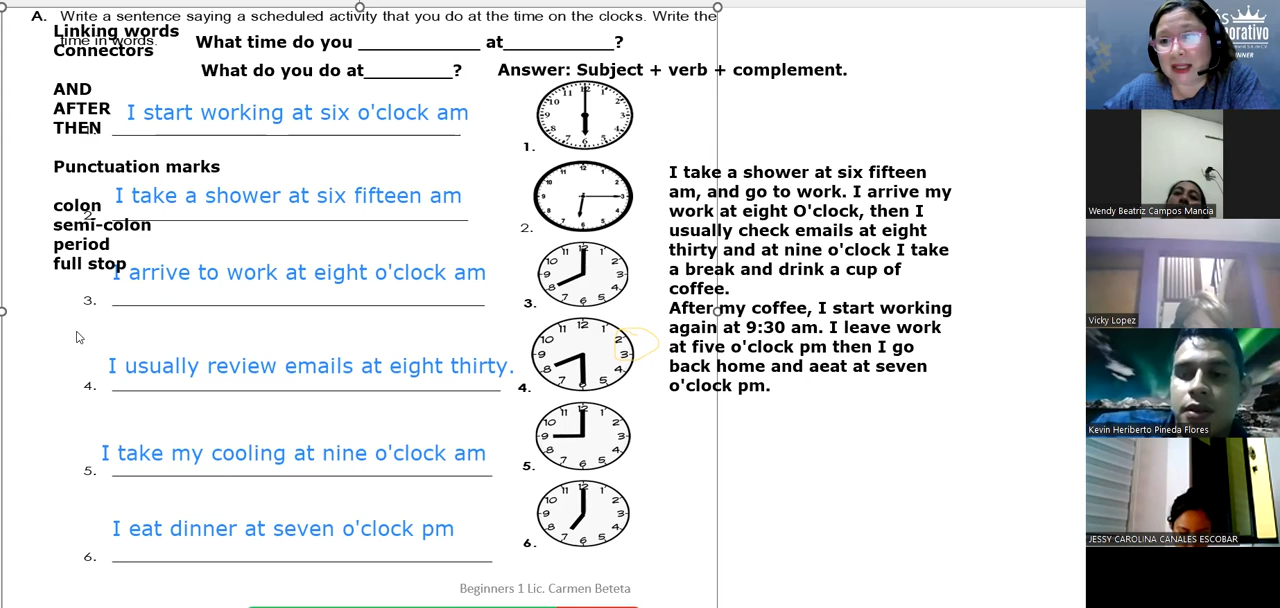 A. Write a sentence saying a scheduled activity that you do at the time on the clocks. Write the
time in words.
Linking words
Connectors
What time do you ______________ at_____________?
What do you do at__________?
Answer: Subject + verb + complement.
AND
AFTER
THEN
1. I start working at six o'clock am
1.
Punctuation marks
colon
semi-colon
period
full stop
2. I take a shower at six fifteen am
2.
3. I arrive to work at eight o'clock am
3.
4. I usually review emails at eight thirty.
4.
5. I take my cooling at nine o'clock am
5.
6. I eat dinner at seven o'clock pm
6.
I take a shower at six fifteen
am, and go to work. I arrive my
work at eight O'clock, then I
usually check emails at eight
thirty and at nine o'clock I take
a break and drink a cup of
coffee.
After my coffee, I start working
again at 9:30 am. I leave work
at five o'clock pm then I go
back home and aeat at seven
o'clock pm.
Beginners 1 Lic. Carmen Beteta
Wendy Beatriz Campos Mancia
Vicky Lopez
Kevin Heriberto Pineda Flores
JESSY CAROLINA CANALES ESCOBAR